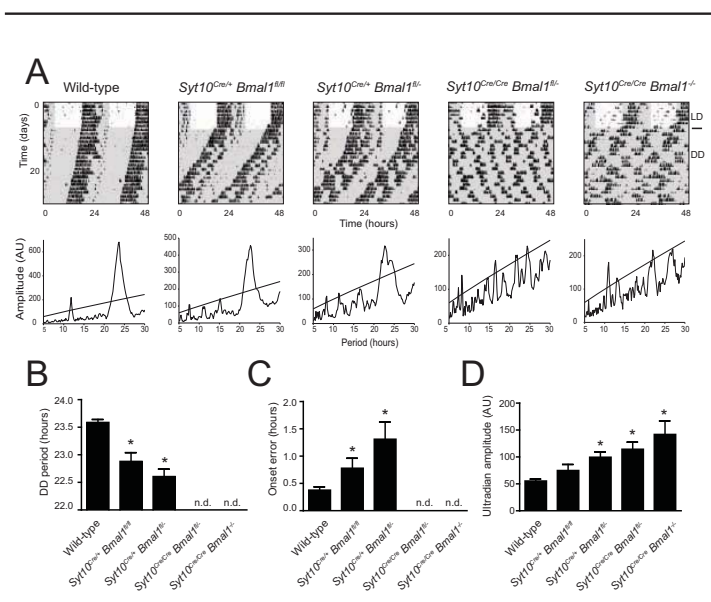 A
Wild-type
Syt10Cre/+ Bmal1fl/fl
Syt10Cre/+ Bmal1fl/-
Syt10Cre/Cre Bmal1fl/-
Syt10Cre/Cre Bmal1-/-
Time (days)
0
20
LD
DD
0 24 48
0 24 48
0 24 48
0 24 48
0 24 48
Time (hours)
Amplitude (AU)
600
400
200
0
5 10 15 20 25 30
500
400
300
200
100
0
5 10 15 20 25 30
300
200
100
0
5 10 15 20 25 30
200
100
0
5 10 15 20 25 30
200
100
0
5 10 15 20 25 30
Period (hours)
B
DD period (hours)
24.0
23.5
23.0
22.5
22.0
* * n.d. n.d.
Wild-type
Syt10Cre/+ Bmal1fl/fl
Syt10Cre/+ Bmal1fl/-
Syt10Cre/Cre Bmal1fl/-
Syt10Cre/Cre Bmal1-/-
C
Onset error (hours)
2.0
1.5
1.0
0.5
0.0
* * n.d. n.d.
Wild-type
Syt10Cre/+ Bmal1fl/fl
Syt10Cre/+ Bmal1fl/-
Syt10Cre/Cre Bmal1fl/-
Syt10Cre/Cre Bmal1-/-
D
Ultradian amplitude (AU)
200
150
100
50
0
* * *
Wild-type
Syt10Cre/+ Bmal1fl/fl
Syt10Cre/+ Bmal1fl/-
Syt10Cre/Cre Bmal1fl/-
Syt10Cre/Cre Bmal1-/-